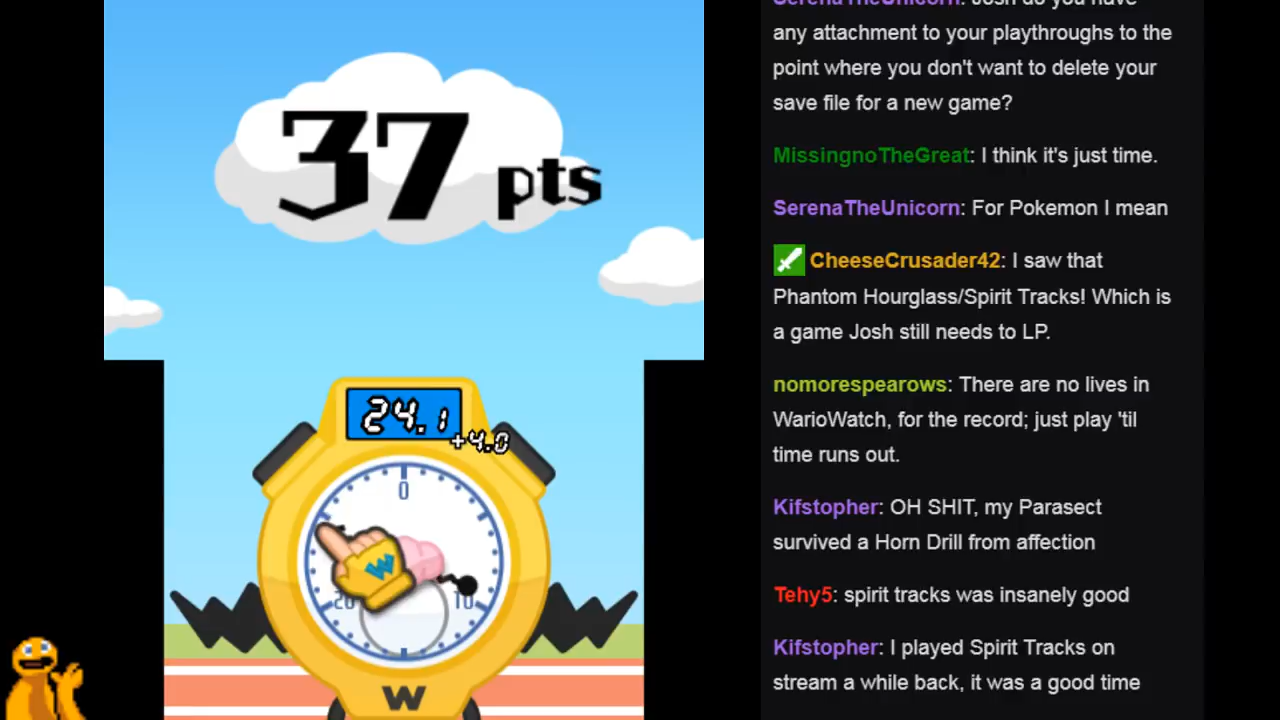 37 pts
24.1
+4.0
0
20
10
W
W
SerenaTheUnicorn: Josh do you have
any attachment to your playthroughs to the
point where you don't want to delete your
save file for a new game?
MissingnoTheGreat: I think it's just time.
SerenaTheUnicorn: For Pokemon I mean
CheeseCrusader42: I saw that
Phantom Hourglass/Spirit Tracks! Which is
a game Josh still needs to LP.
nomorespearows: There are no lives in
WarioWatch, for the record; just play 'til
time runs out.
Kifstopher: OH SHIT, my Parasect
survived a Horn Drill from affection
Tehy5: spirit tracks was insanely good
Kifstopher: I played Spirit Tracks on
stream a while back, it was a good time